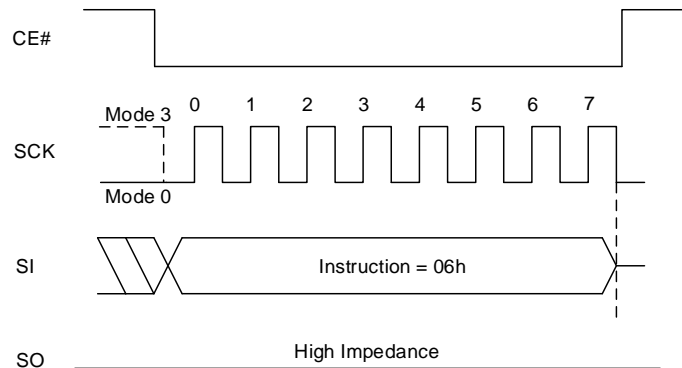 CE#
Mode 3
0 1 2 3 4 5 6 7
SCK
Mode 0
SI
Instruction = 06h
High Impedance
SO